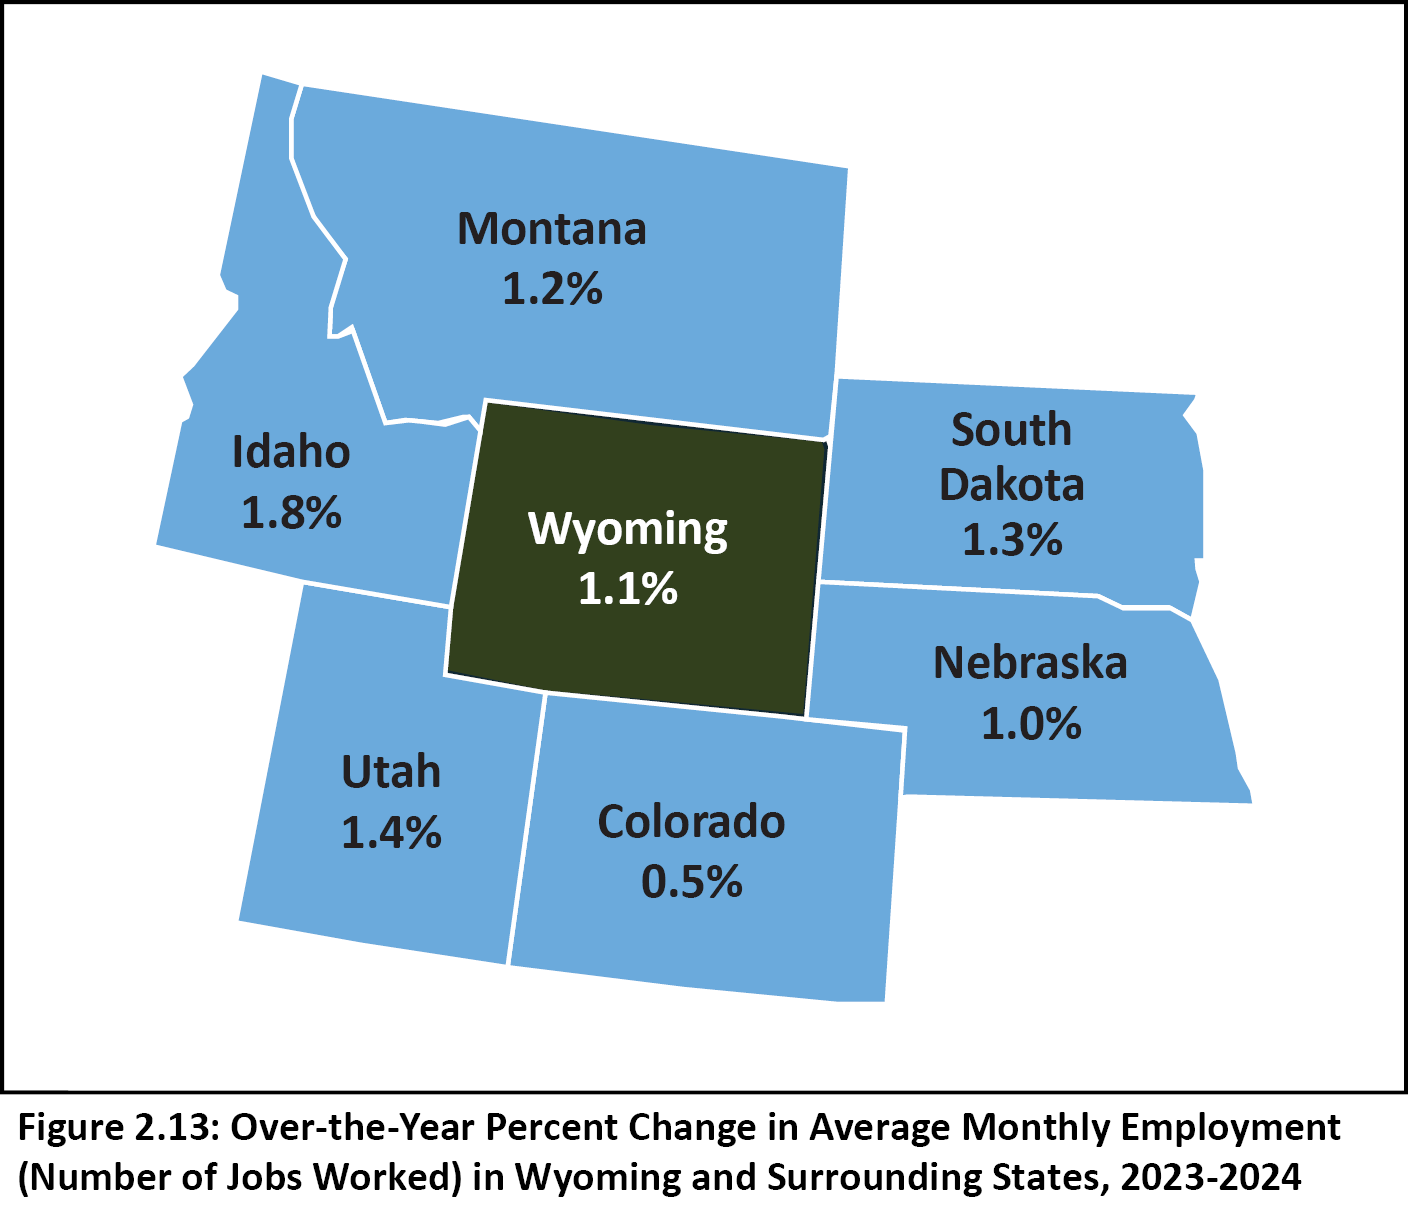 Montana
1.2%
Idaho
1.8%
Wyoming
1.1%
South
Dakota
1.3%
Nebraska
1.0%
Utah
1.4%
Colorado
0.5%
Figure 2.13: Over-the-Year Percent Change in Average Monthly Employment
(Number of Jobs Worked) in Wyoming and Surrounding States, 2023-2024